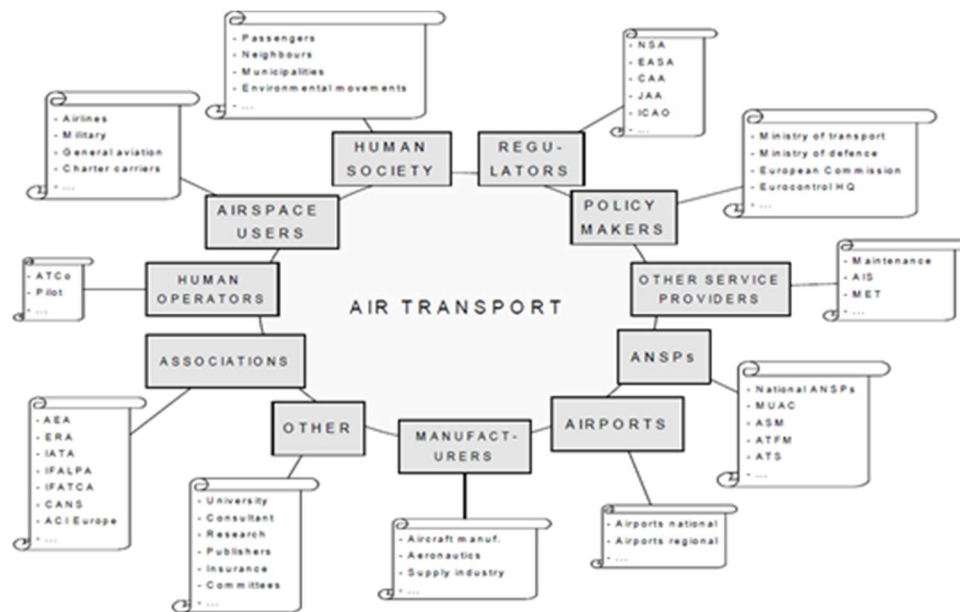 - Passengers
- Neighbours
- Municipalities
- Environmental movements
- ...
- NSA
- EASA
- CAA
- JAA
- ICAO
- ...
- Airlines
- Military
- General aviation
- Charter carriers
- ...
- Ministry of transport
- Ministry of defence
- European Commission
- Eurocontrol HQ
- ...
HUMAN
SOCIETY
REGU-
LATORS
AIRSPACE
USERS
POLICY
MAKERS
- ATCo
- Pilot
- ...
HUMAN
OPERATORS
OTHER SERVICE
PROVIDERS
- Maintenance
- AIS
- MET
- ...
AIR TRANSPORT
ASSOCIATIONS
ANSPs
- AEA
- ERA
- IATA
- IFALPA
- IFATCA
- CANS
- ACI Europe
- ...
OTHER
MANUFACT-
URERS
AIRPORTS
- National ANSPs
- MUAC
- ASM
- ATFM
- ATS
- ...
- University
- Consultant
- Research
- Publishers
- Insurance
- Committees
- ...
- Aircraft manuf.
- Aeronautics
- Supply industry
- ...
- Airports national
- Airports regional
- ...